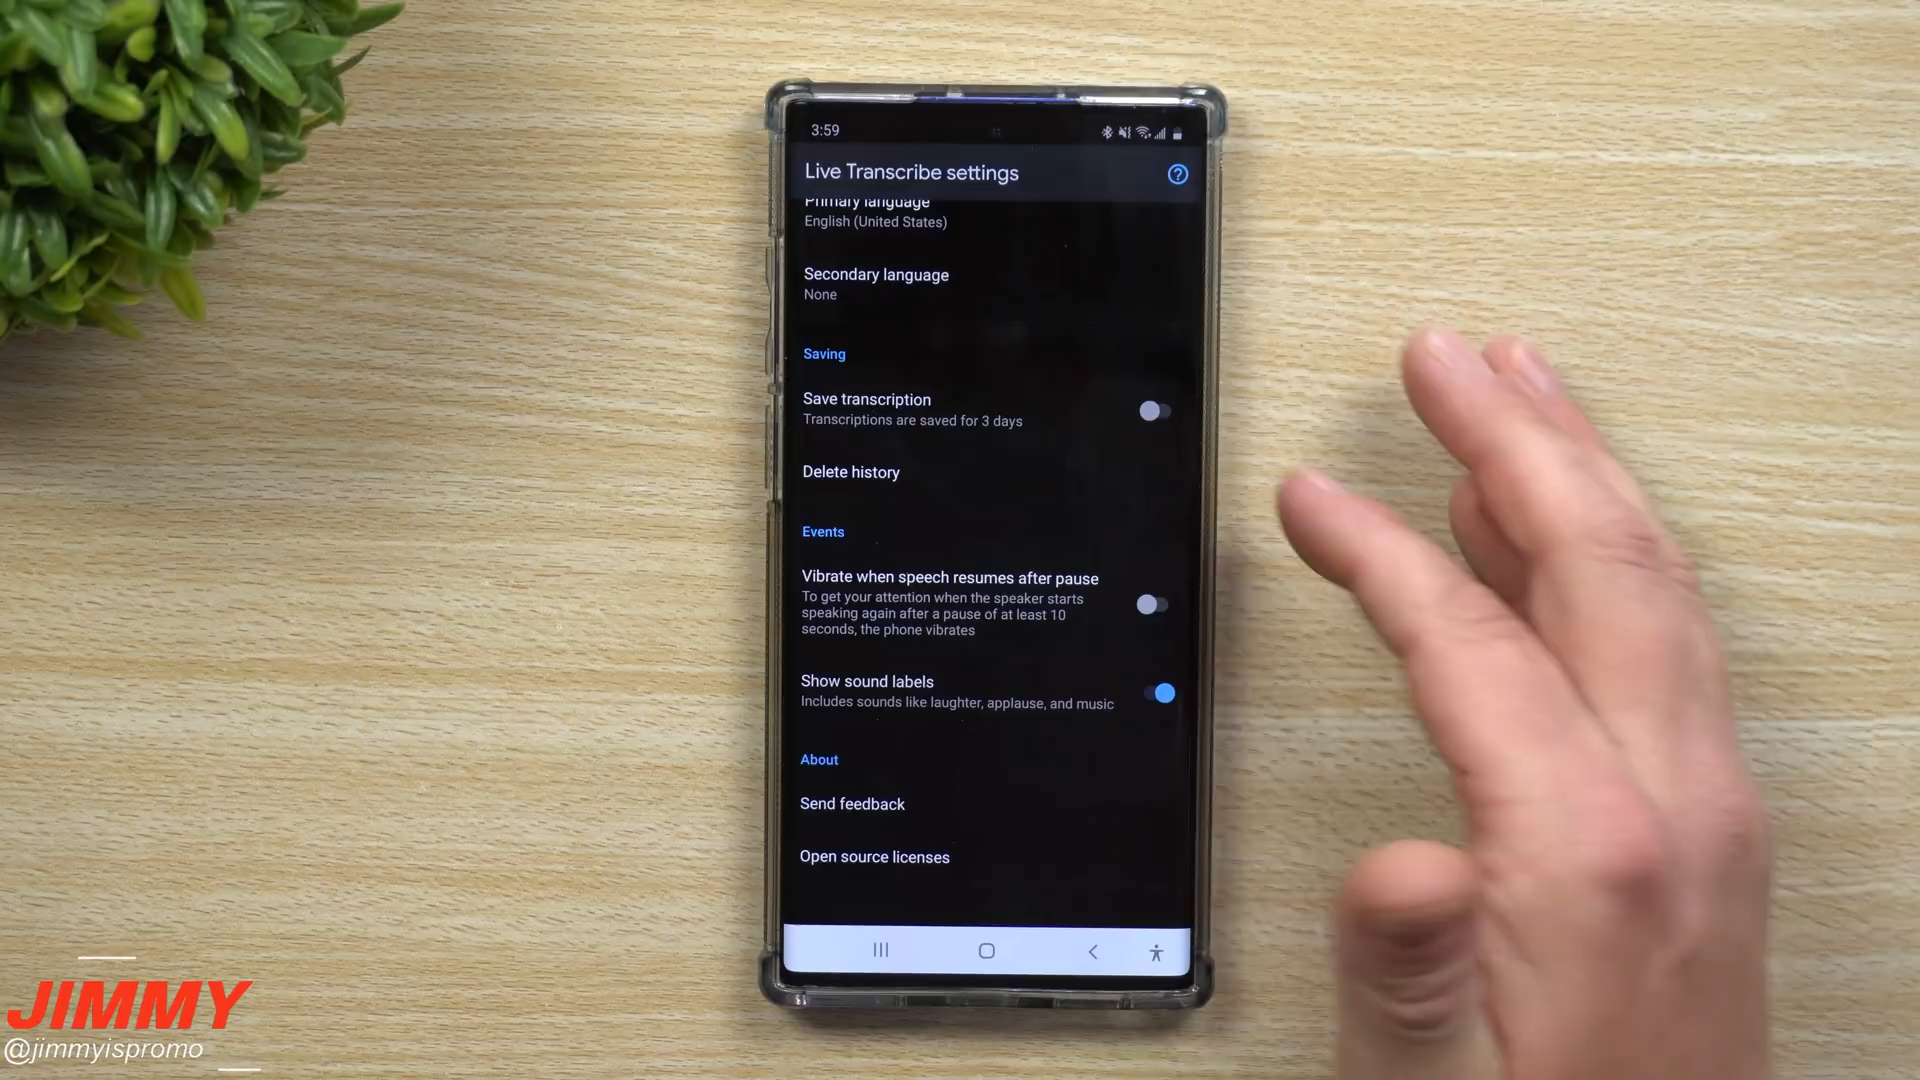 3:59
Live Transcribe settings
Primary language
English (United States)
Secondary language
None
Saving
Save transcription
Transcriptions are saved for 3 days
Delete history
Events
Vibrate when speech resumes after pause
To get your attention when the speaker starts
speaking again after a pause of at least 10
seconds, the phone vibrates
Show sound labels
Includes sounds like laughter, applause, and music
About
Send feedback
Open source licenses
JIMMY
@jimmyispromo